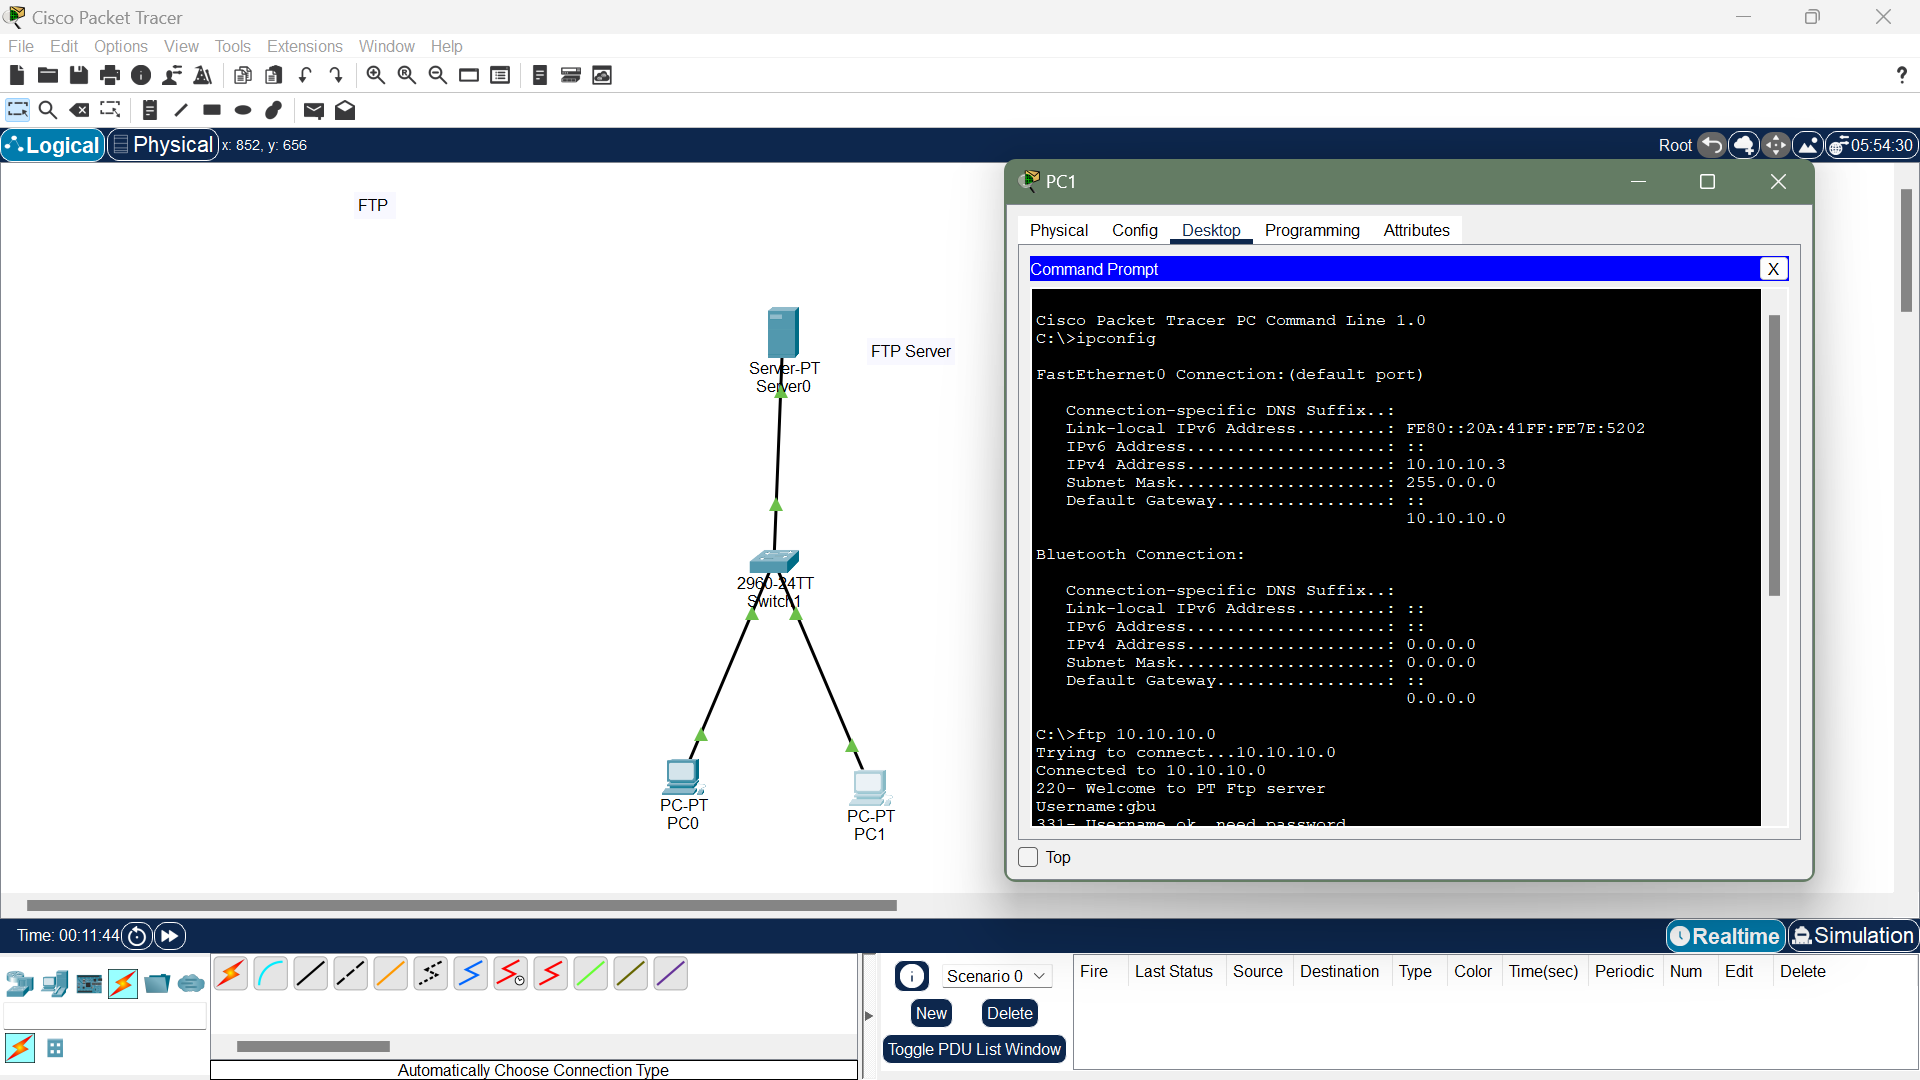 Cisco Packet Tracer
File Edit Options View Tools Extensions Window Help
Logical Physical x: 852, y: 656 Root 05:54:30
FTP
Server-PT
Server0
FTP Server
2960-24TT
Switch1
PC-PT
PC0
PC-PT
PC1
PC1
Physical Config Desktop Programming Attributes
Command Prompt X
Cisco Packet Tracer PC Command Line 1.0
C:\>ipconfig
FastEthernet0 Connection:(default port)
Connection-specific DNS Suffix..:
Link-local IPv6 Address.........: FE80::20A:41FF:FE7E:5202
IPv6 Address....................: ::
IPv4 Address....................: 10.10.10.3
Subnet Mask.....................: 255.0.0.0
Default Gateway.................: ::
10.10.10.0
Bluetooth Connection:
Connection-specific DNS Suffix..:
Link-local IPv6 Address.........: ::
IPv6 Address....................: ::
IPv4 Address....................: 0.0.0.0
Subnet Mask.....................: 0.0.0.0
Default Gateway.................: ::
0.0.0.0
C:\>ftp 10.10.10.0
Trying to connect...10.10.10.0
Connected to 10.10.10.0
220- Welcome to PT Ftp server
Username:gbu
331- Username ok, need password
Top
Time: 00:11:44 Realtime Simulation
Scenario 0
New Delete
Toggle PDU List Window
Fire Last Status Source Destination Type Color Time(sec) Periodic Num Edit Delete
Automatically Choose Connection Type